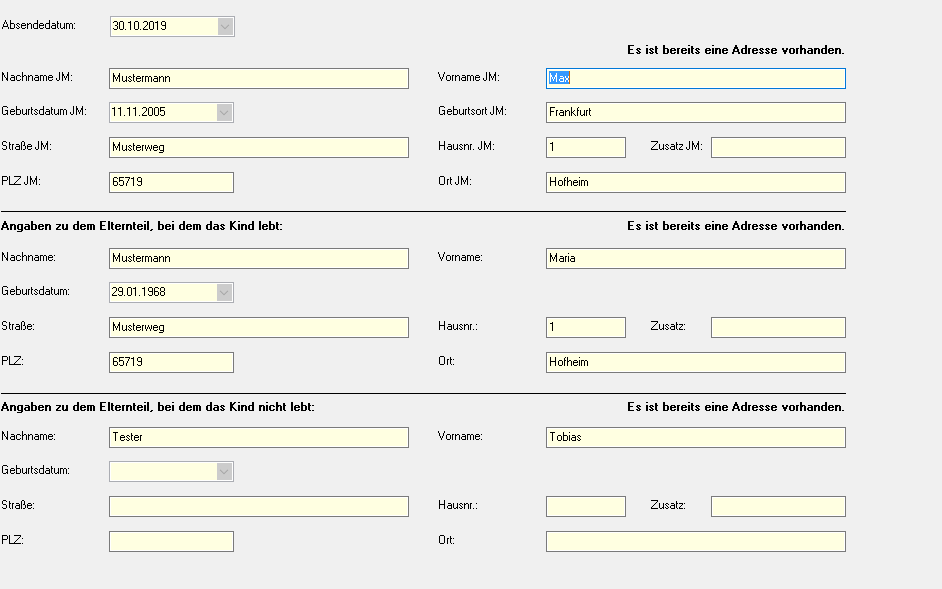 Absendedatum: 30.10.2019
Es ist bereits eine Adresse vorhanden.
Nachname JM: Mustermann Vorname JM: Max
Geburtsdatum JM: 11.11.2005 Geburtsort JM: Frankfurt
Straße JM: Musterweg Hausnr. JM: 1 Zusatz JM:
PLZ JM: 65719 Ort JM: Hofheim
Angaben zu dem Elternteil, bei dem das Kind lebt: Es ist bereits eine Adresse vorhanden.
Nachname: Mustermann Vorname: Maria
Geburtsdatum: 29.01.1968
Straße: Musterweg Hausnr.: 1 Zusatz:
PLZ: 65719 Ort: Hofheim
Angaben zu dem Elternteil, bei dem das Kind nicht lebt: Es ist bereits eine Adresse vorhanden.
Nachname: Tester Vorname: Tobias
Geburtsdatum:
Straße: Hausnr.: Zusatz:
PLZ: Ort: